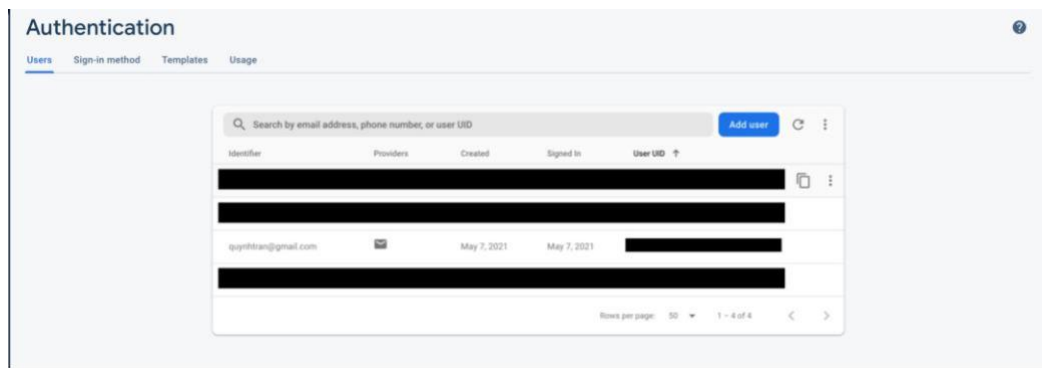 Authentication
Users Sign-in method Templates Usage
Search by email address, phone number, or user UID Add user
Identifier Providers Created Signed In User UID
quynhtran@gmail.com May 7, 2021 May 7, 2021
Rows per page: 50 1 – 4 of 4